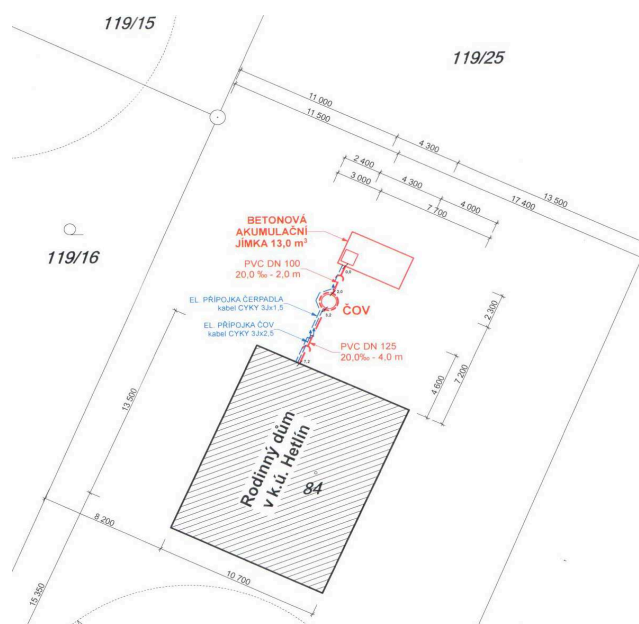 119/15
119/25
11 000
11 500
4 300
13 500
17 400
2 400
3 000
4 300
4 000
7 700
BETONOVÁ
AKUMULAČNÍ
JÍMKA 13,0 m³
119/16
PVC DN 100
20,0 ‰ - 2,0 m
EL. PŘÍPOJKA ČERPADLA
kabel CYKY 3Jx1,5
ČOV
EL. PŘÍPOJKA ČOV
kabel CYKY 3Jx2,5
PVC DN 125
20,0‰ - 4,0 m
2 300
7 200
4 600
13 500
Rodinný dům
v k.ú. Hetlín
84
8 200
10 700
15 350